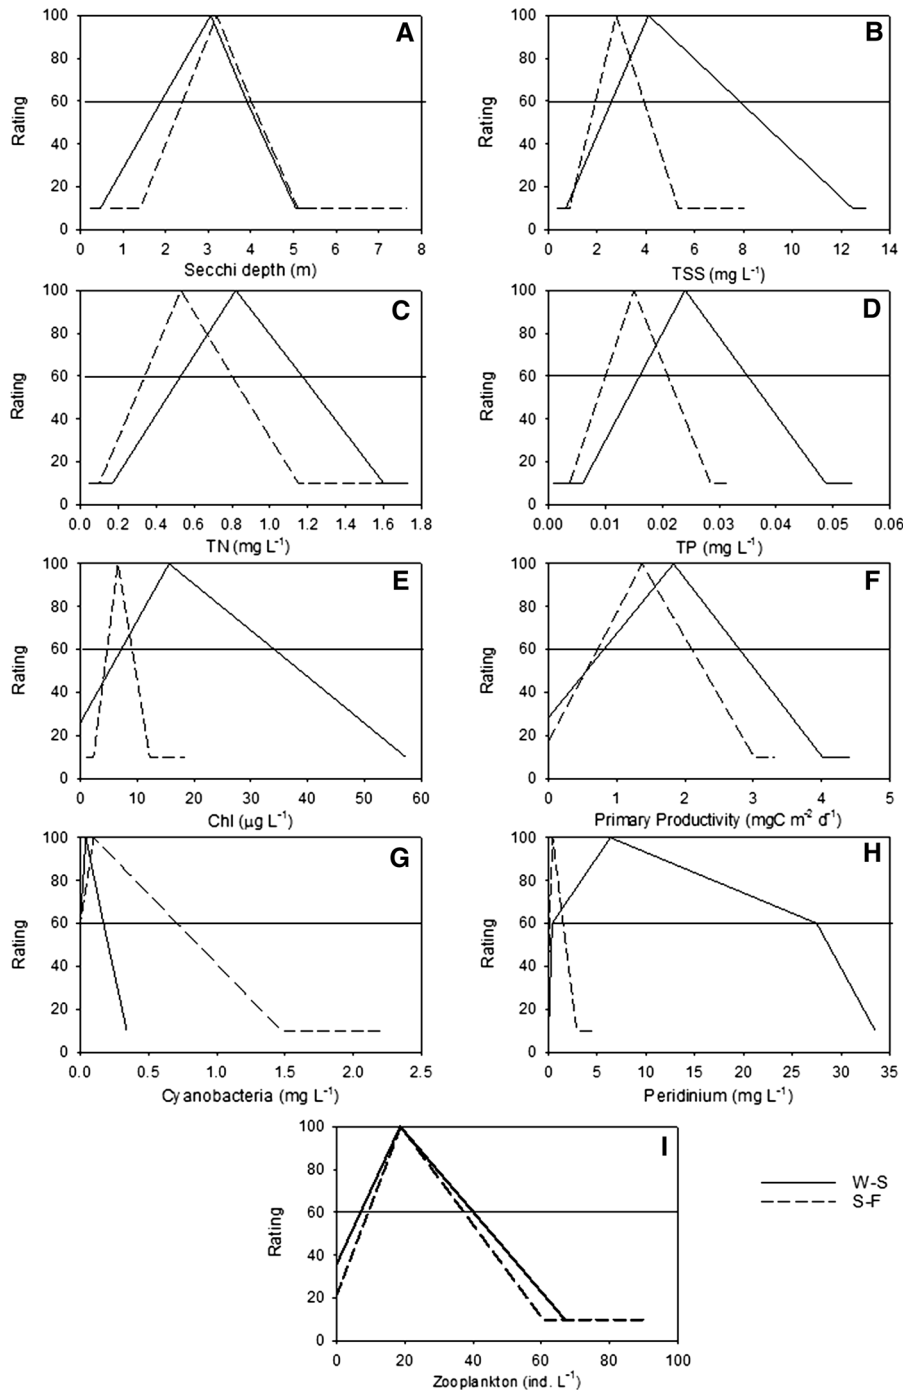 A
100
80
60
40
20
0
Rating
0 1 2 3 4 5 6 7 8
Secchi depth (m)
B
100
80
60
40
20
0
Rating
0 2 4 6 8 10 12 14
TSS (mg L⁻¹)
C
100
80
60
40
20
0
Rating
0.0 0.2 0.4 0.6 0.8 1.0 1.2 1.4 1.6 1.8
TN (mg L⁻¹)
D
100
80
60
40
20
0
Rating
0.00 0.01 0.02 0.03 0.04 0.05 0.06
TP (mg L⁻¹)
E
100
80
60
40
20
0
Rating
0 10 20 30 40 50 60
Chl (µg L⁻¹)
F
100
80
60
40
20
0
Rating
0 1 2 3 4 5
Primary Productivity (mgC m⁻² d⁻¹)
G
100
80
60
40
20
0
Rating
0.0 0.5 1.0 1.5 2.0 2.5
Cyanobacteria (mg L⁻¹)
H
100
80
60
40
20
0
Rating
0 5 10 15 20 25 30 35
Peridinium (mg L⁻¹)
I
100
80
60
40
20
0
Rating
0 20 40 60 80 100
Zooplankton (ind. L⁻¹)
W-S
S-F